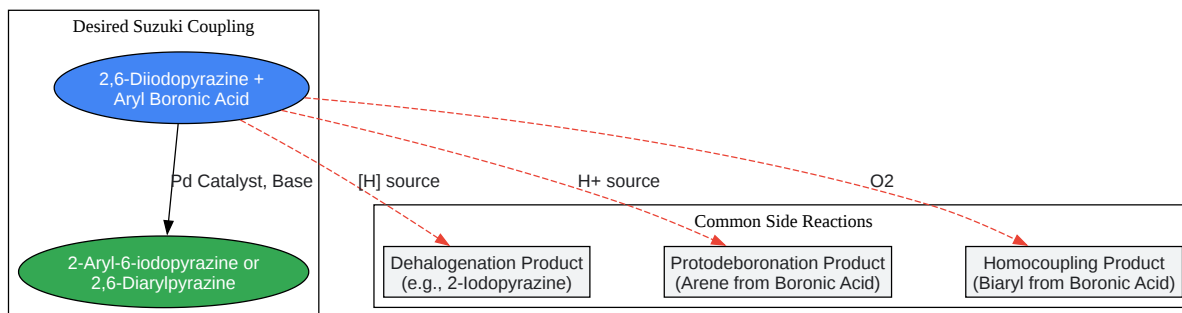 Desired Suzuki Coupling
2,6-Diiodopyrazine +
Aryl Boronic Acid
Pd Catalyst, Base
[H] source
H+ source
O2
2-Aryl-6-iodopyrazine or
2,6-Diarylpyrazine
Common Side Reactions
Dehalogenation Product
(e.g., 2-Iodopyrazine)
Protodeboronation Product
(Arene from Boronic Acid)
Homocoupling Product
(Biaryl from Boronic Acid)